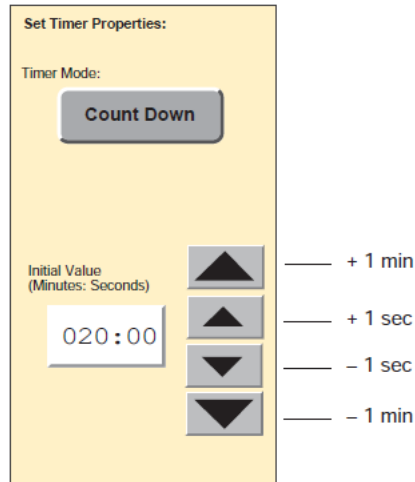 Set Timer Properties:
Timer Mode:
Count Down
Initial Value
(Minutes: Seconds)
020:00
+ 1 min
+ 1 sec
– 1 sec
– 1 min